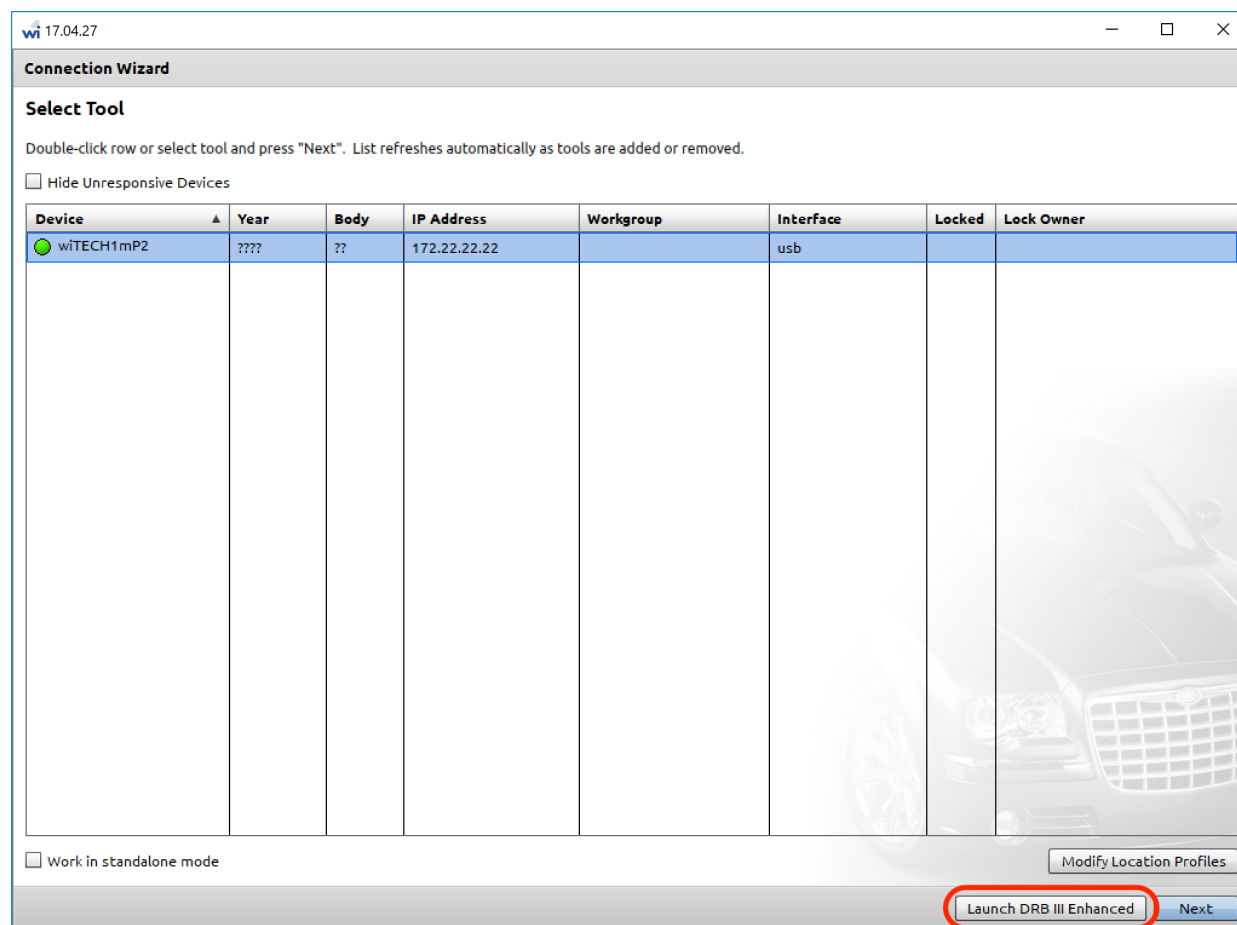 wi 17.04.27
Connection Wizard
Select Tool
Double-click row or select tool and press "Next". List refreshes automatically as tools are added or removed.
Hide Unresponsive Devices
Device Year Body IP Address Workgroup Interface Locked Lock Owner
wiTECH1mP2 ???? ?? 172.22.22.22 usb
Work in standalone mode
Modify Location Profiles
Launch DRB III Enhanced Next